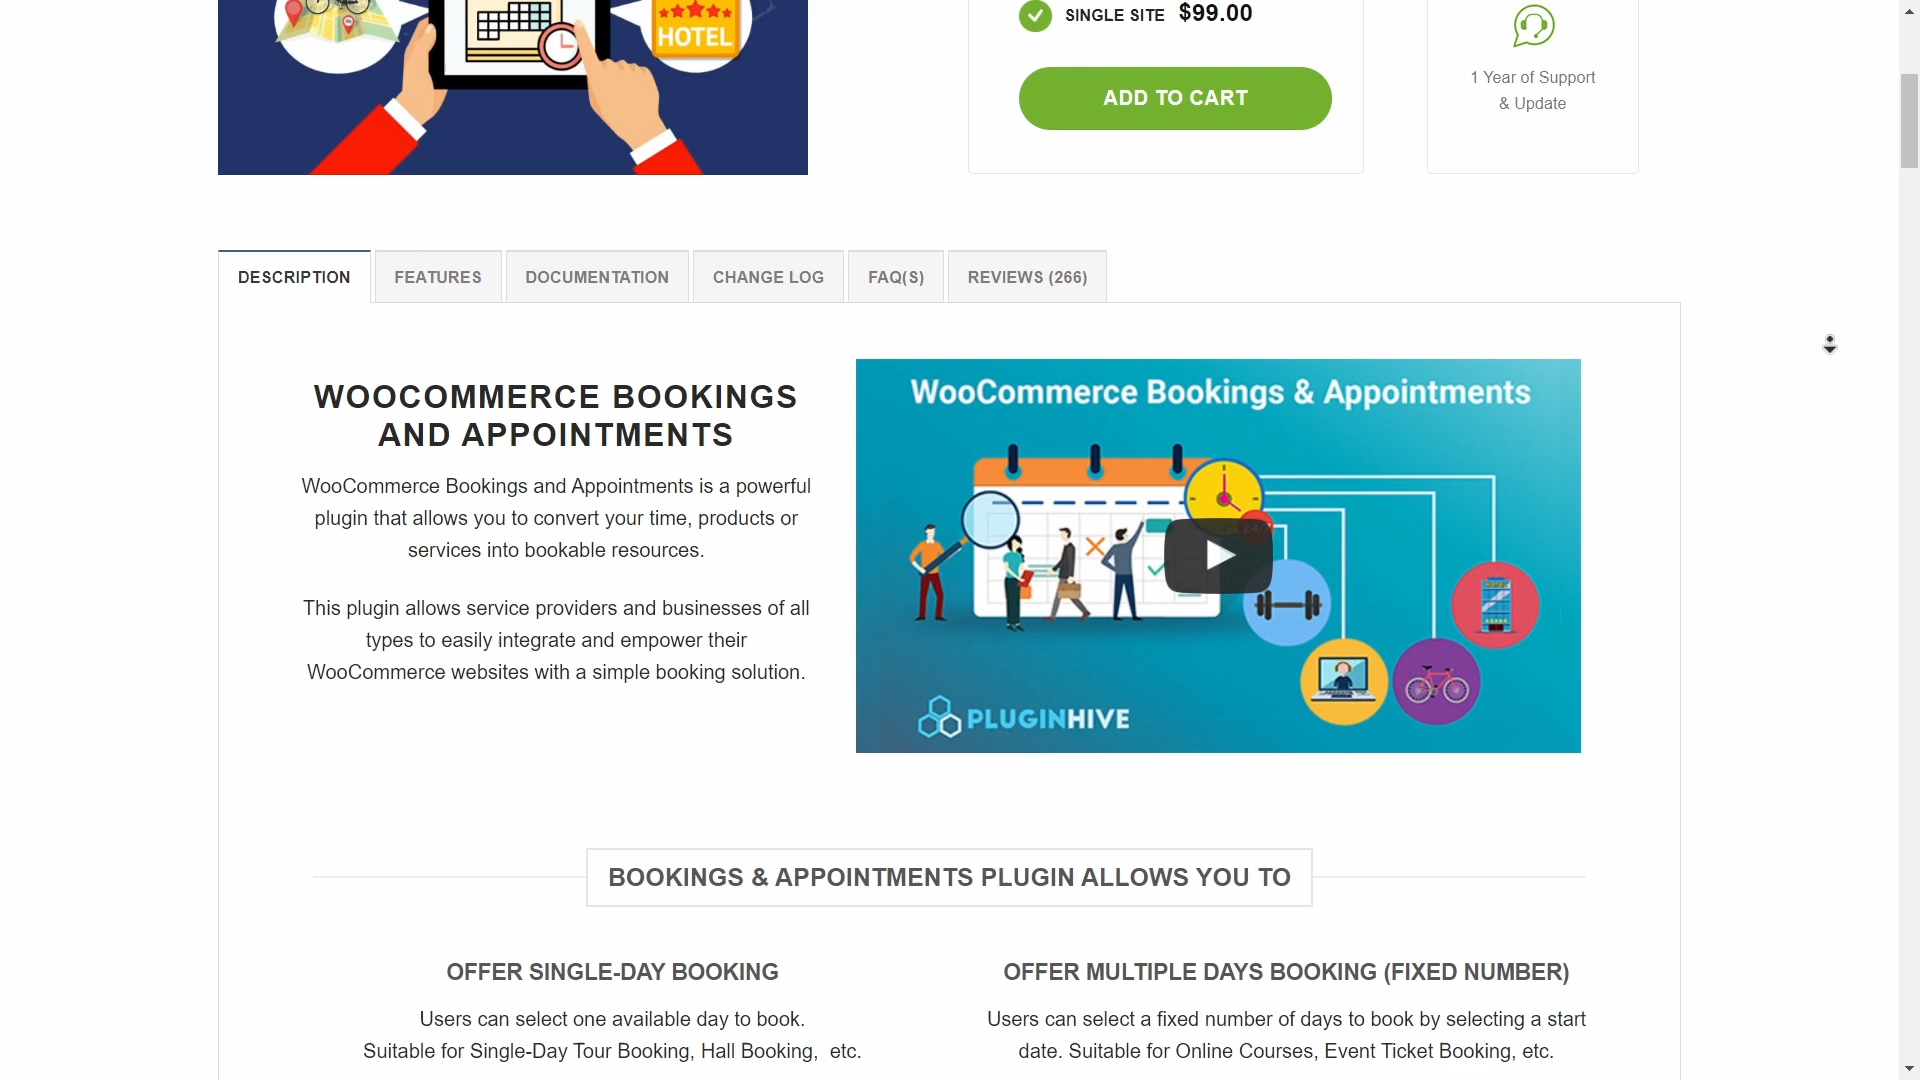 HOTEL
SINGLE SITE $99.00
ADD TO CART
1 Year of Support
& Update
DESCRIPTION
FEATURES
DOCUMENTATION
CHANGE LOG
FAQ(S)
REVIEWS (266)
WOOCOMMERCE BOOKINGS
AND APPOINTMENTS
WooCommerce Bookings and Appointments is a powerful
plugin that allows you to convert your time, products or
services into bookable resources.
This plugin allows service providers and businesses of all
types to easily integrate and empower their
WooCommerce websites with a simple booking solution.
WooCommerce Bookings & Appointments
PLUGINHIVE
BOOKINGS & APPOINTMENTS PLUGIN ALLOWS YOU TO
OFFER SINGLE-DAY BOOKING
Users can select one available day to book.
Suitable for Single-Day Tour Booking, Hall Booking,  etc.
OFFER MULTIPLE DAYS BOOKING (FIXED NUMBER)
Users can select a fixed number of days to book by selecting a start
date. Suitable for Online Courses, Event Ticket Booking, etc.